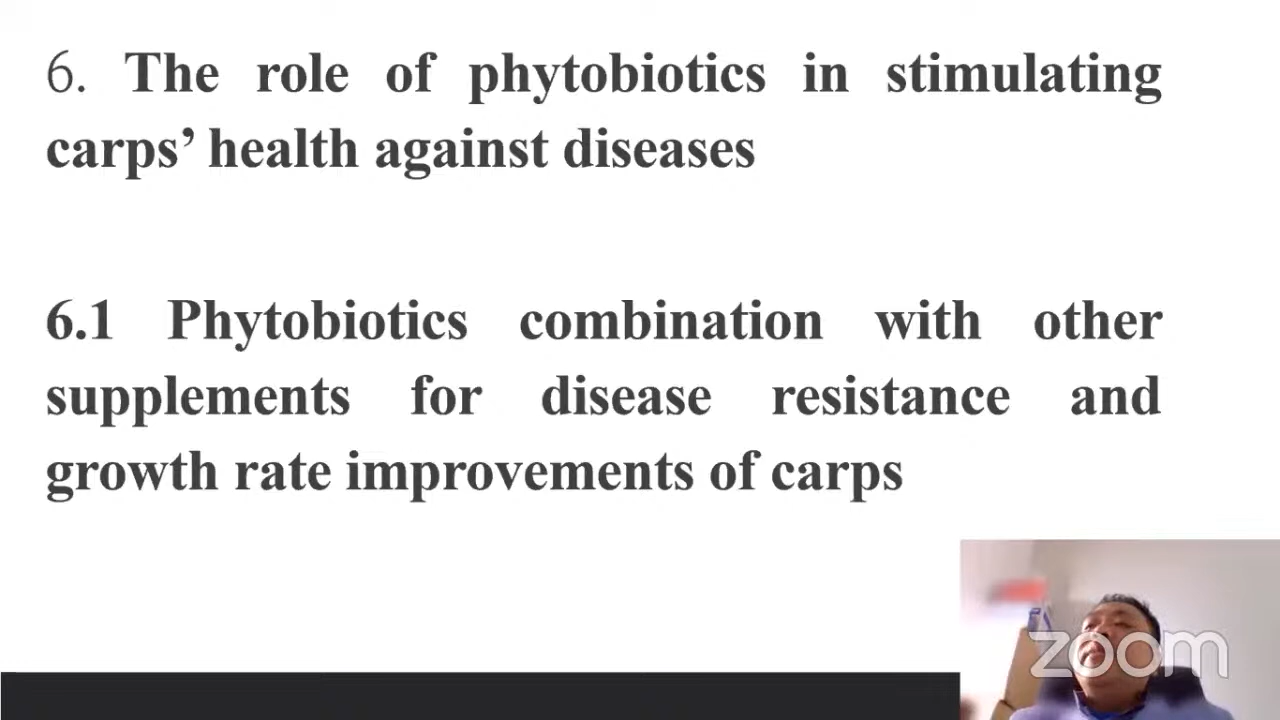 6. The role of phytobiotics in stimulating
carps’ health against diseases
6.1 Phytobiotics combination with other
supplements for disease resistance and
growth rate improvements of carps
zoom